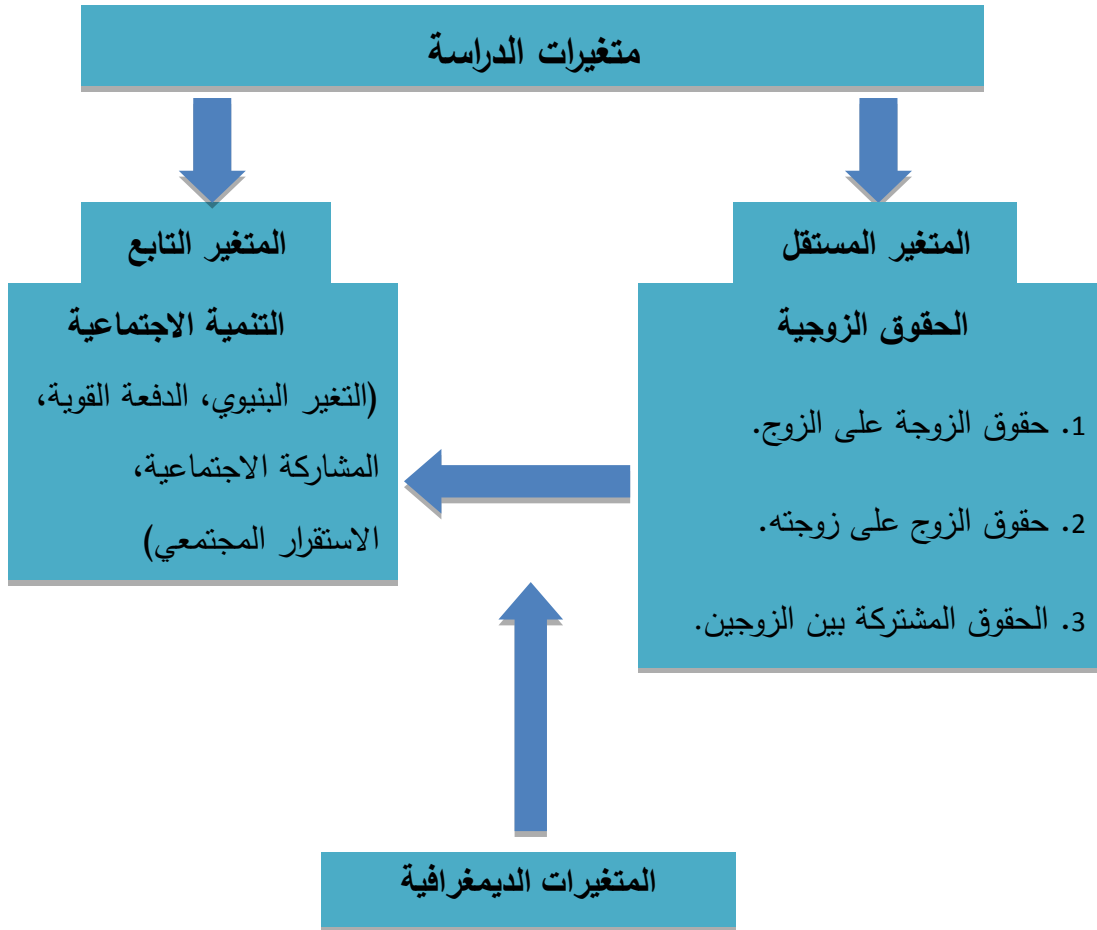 متغيرات الدراسة
المتغير المستقل
الحقوق الزوجية
1. حقوق الزوجة على الزوج.
2. حقوق الزوج على زوجته.
3. الحقوق المشتركة بين الزوجين.
المتغير التابع
التنمية الاجتماعية
(التغير البنيوي، الدفعة القوية،
المشاركة الاجتماعية،
الاستقرار المجتمعي)
المتغيرات الديمغرافية